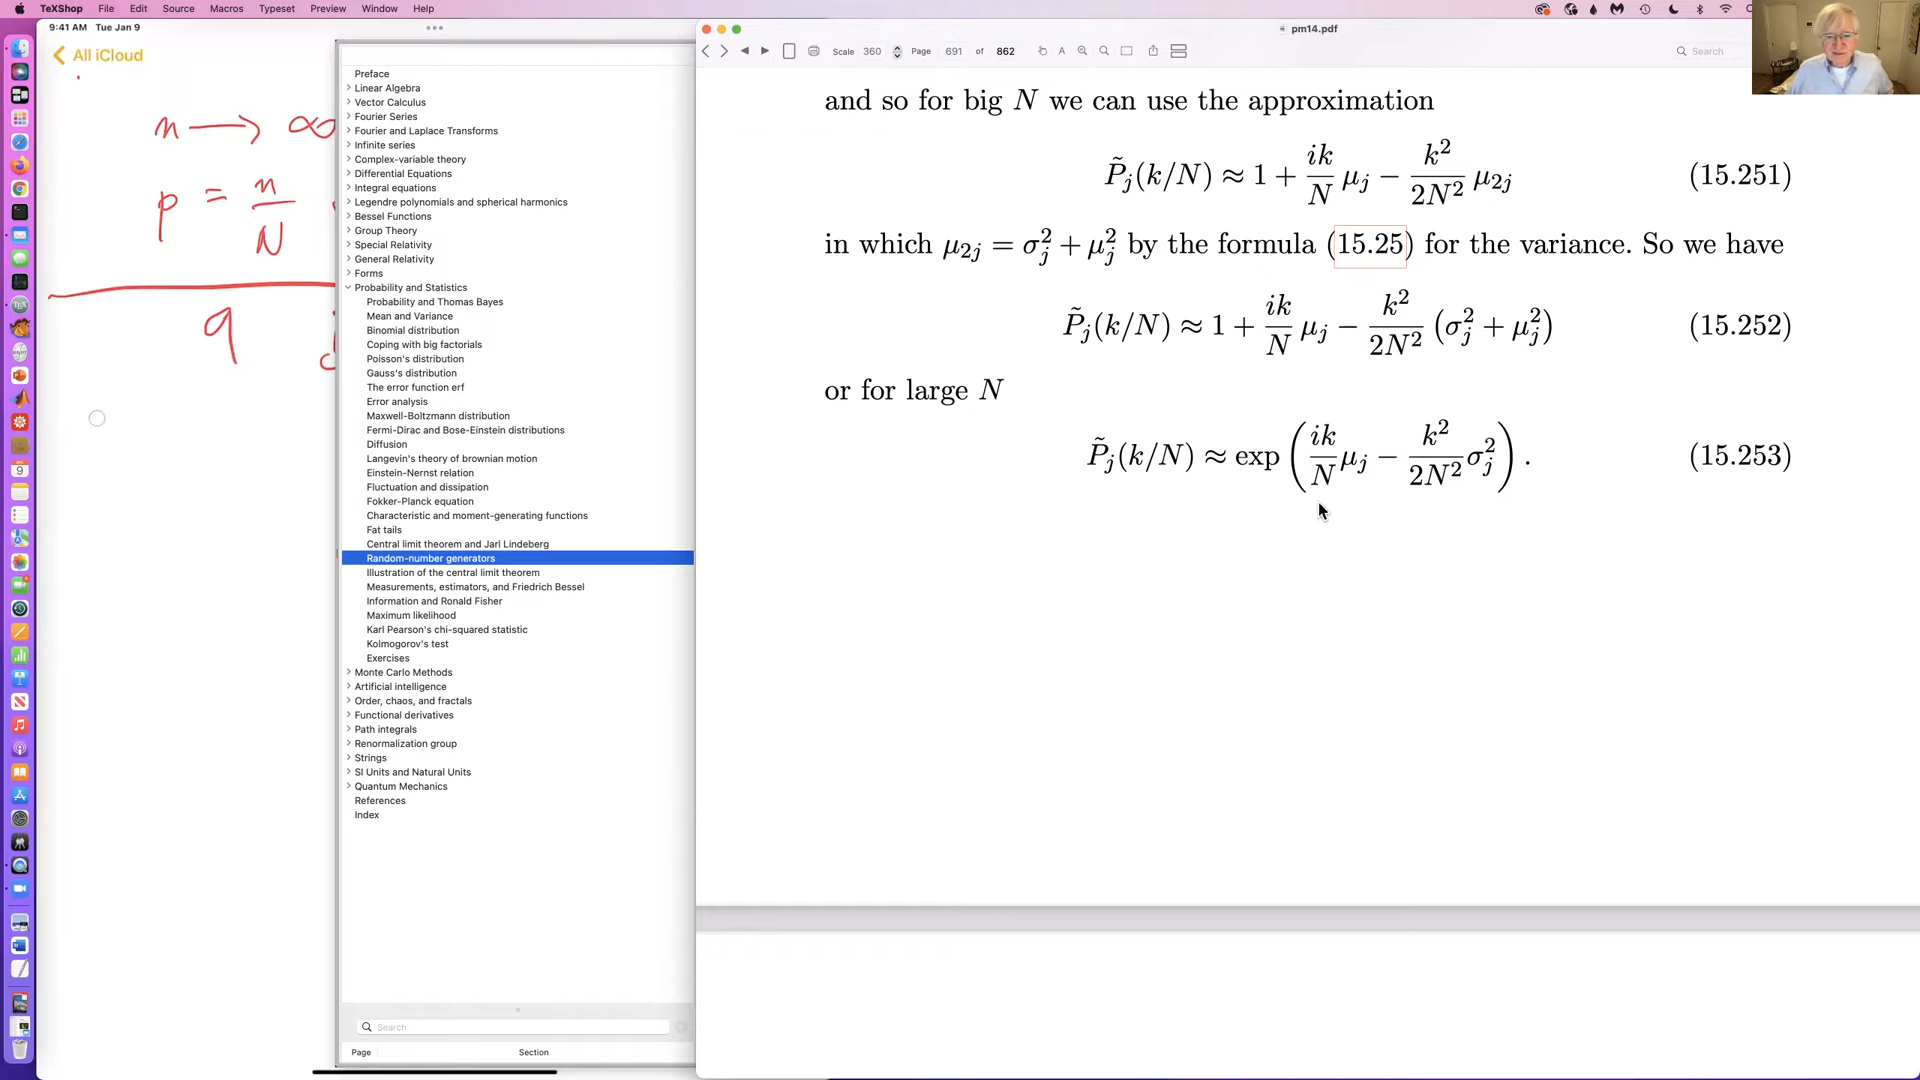 TeXShop File Edit Source Macros Typeset Preview Window Help
9:41 AM Tue Jan 9
All iCloud
n → ∞
p = n/N
q
Preface
Linear Algebra
Vector Calculus
Fourier Series
Fourier and Laplace Transforms
Infinite series
Complex-variable theory
Differential Equations
Integral equations
Legendre polynomials and spherical harmonics
Bessel Functions
Group Theory
Special Relativity
General Relativity
Forms
Probability and Statistics
Probability and Thomas Bayes
Mean and Variance
Binomial distribution
Coping with big factorials
Poisson's distribution
Gauss's distribution
The error function erf
Error analysis
Maxwell-Boltzmann distribution
Fermi-Dirac and Bose-Einstein distributions
Diffusion
Langevin's theory of brownian motion
Einstein-Nernst relation
Fluctuation and dissipation
Fokker-Planck equation
Characteristic and moment-generating functions
Fat tails
Central limit theorem and Jarl Lindeberg
Random-number generators
Illustration of the central limit theorem
Measurements, estimators, and Friedrich Bessel
Information and Ronald Fisher
Maximum likelihood
Karl Pearson's chi-squared statistic
Kolmogorov's test
Exercises
Monte Carlo Methods
Artificial intelligence
Order, chaos, and fractals
Functional derivatives
Path integrals
Renormalization group
Strings
SI Units and Natural Units
Quantum Mechanics
References
Index
Search
Page Section
pm14.pdf
Scale 360 Page 691 of 862 Search
and so for big N we can use the approximation
P̃ⱼ(k/N) ≈ 1 + ik/N μⱼ − k²/2N² μ₂ⱼ (15.251)
in which μ₂ⱼ = σⱼ² + μⱼ² by the formula (15.25) for the variance. So we have
P̃ⱼ(k/N) ≈ 1 + ik/N μⱼ − k²/2N² (σⱼ² + μⱼ²) (15.252)
or for large N
P̃ⱼ(k/N) ≈ exp (ik/N μⱼ − k²/2N² σⱼ²) . (15.253)